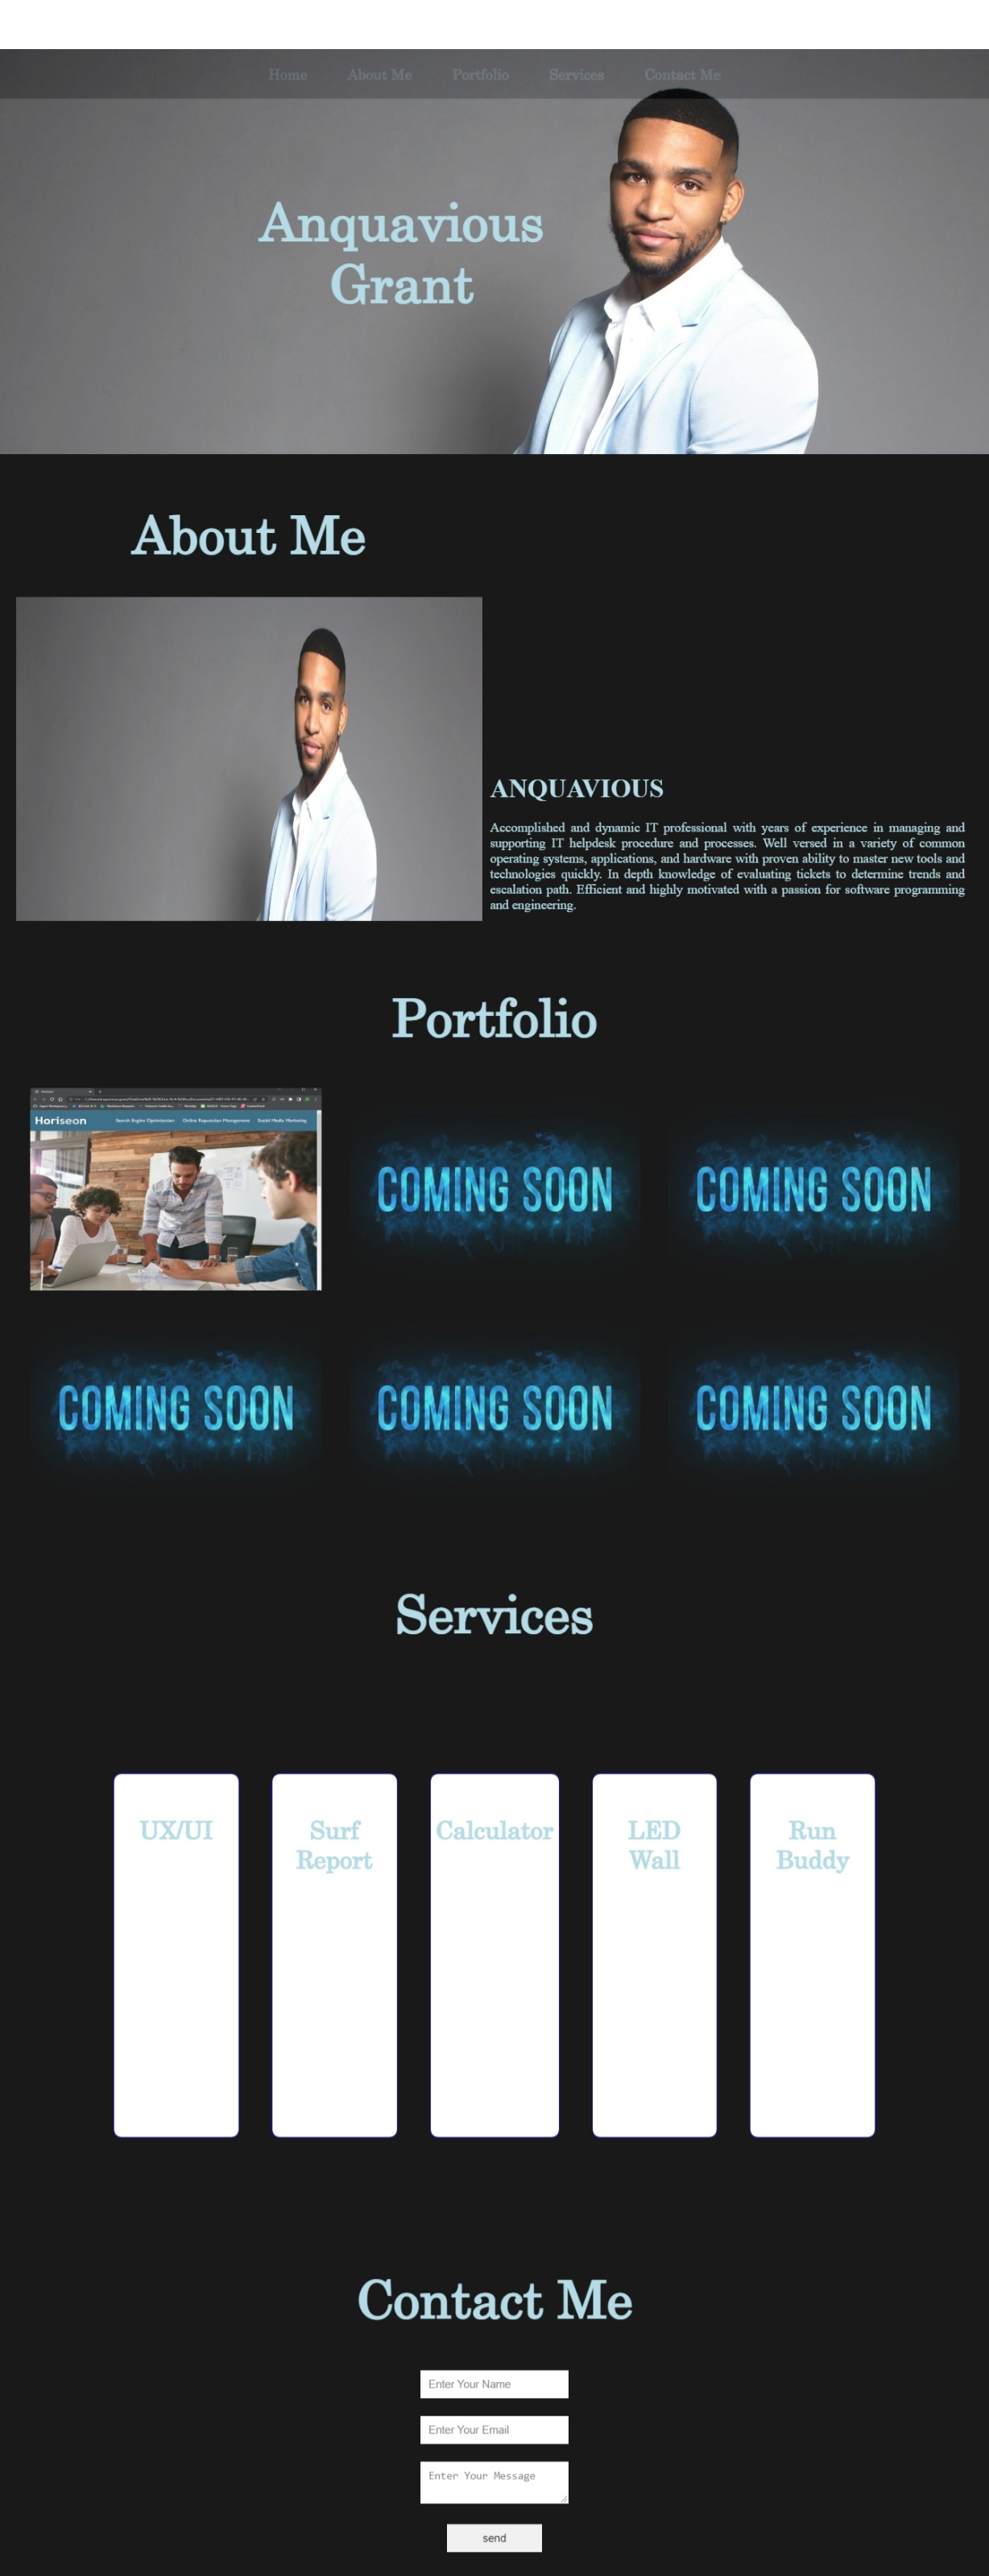 Home About Me Portfolio Services Contact Me
Anquavious
Grant
About Me
ANQUAVIOUS
Accomplished and dynamic IT professional with years of experience in managing and
supporting IT helpdesk procedure and processes. Well versed in a variety of common
operating systems, applications, and hardware with proven ability to master new tools and
technologies quickly. In depth knowledge of evaluating tickets to determine trends and
escalation path. Efficient and highly motivated with a passion for software programming
and engineering.
Portfolio
Horiseon
Search Engine Optimization Online Reputation Management Social Media Marketing
COMING SOON
COMING SOON
COMING SOON
COMING SOON
COMING SOON
Services
UX/UI
Surf
Report
Calculator
LED
Wall
Run
Buddy
Contact Me
Enter Your Name
Enter Your Email
Enter Your Message
send